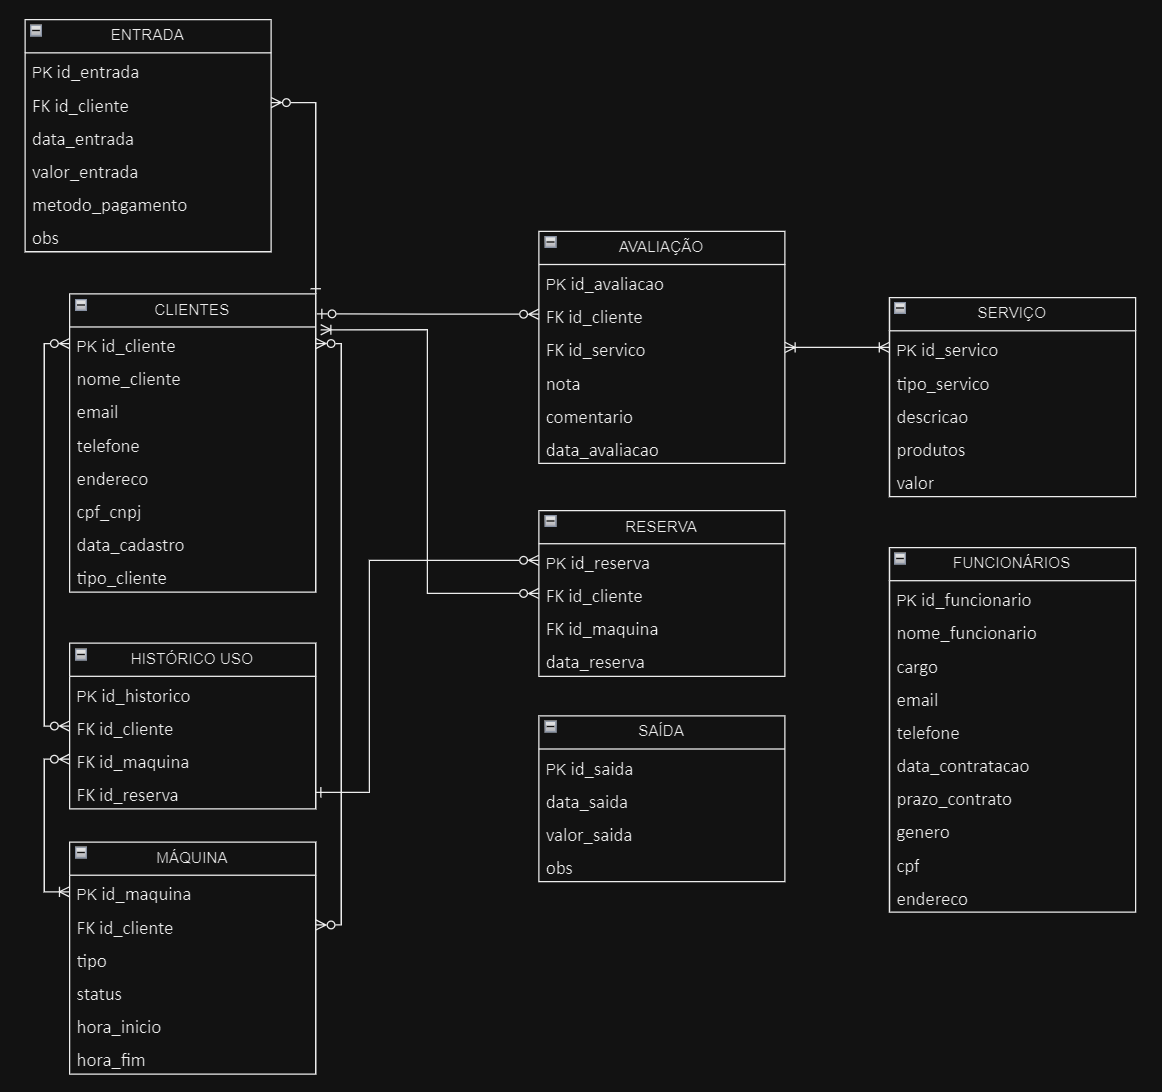 ENTRADA
PK id_entrada
FK id_cliente
data_entrada
valor_entrada
metodo_pagamento
obs
CLIENTES
PK id_cliente
nome_cliente
email
telefone
endereco
cpf_cnpj
data_cadastro
tipo_cliente
HISTÓRICO USO
PK id_historico
FK id_cliente
FK id_maquina
FK id_reserva
MÁQUINA
PK id_maquina
FK id_cliente
tipo
status
hora_inicio
hora_fim
AVALIAÇÃO
PK id_avaliacao
FK id_cliente
FK id_servico
nota
comentario
data_avaliacao
RESERVA
PK id_reserva
FK id_cliente
FK id_maquina
data_reserva
SAÍDA
PK id_saida
data_saida
valor_saida
obs
SERVIÇO
PK id_servico
tipo_servico
descricao
produtos
valor
FUNCIONÁRIOS
PK id_funcionario
nome_funcionario
cargo
email
telefone
data_contratacao
prazo_contrato
genero
cpf
endereco